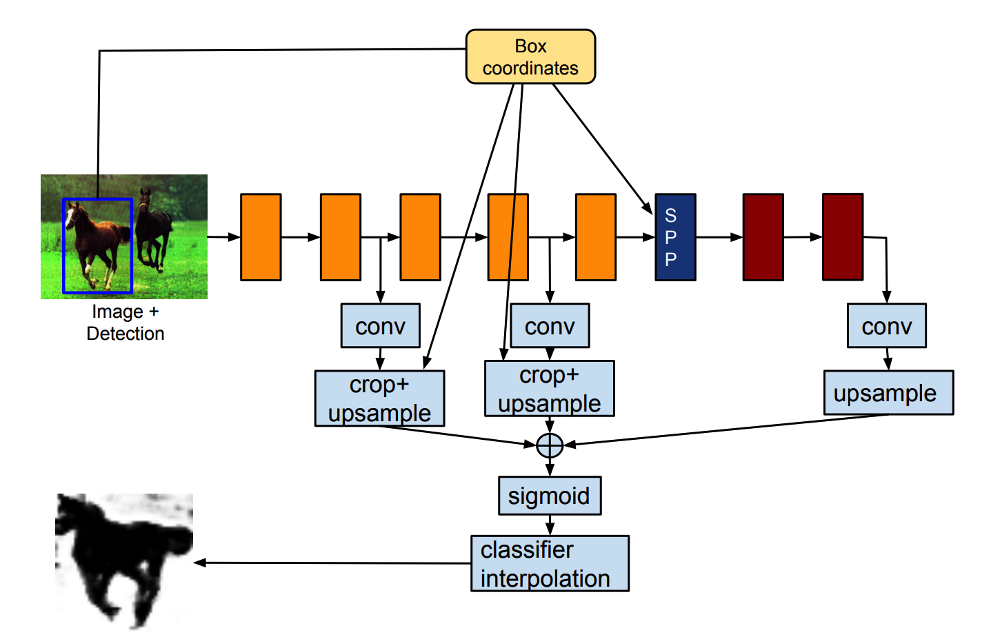 Box
coordinates
S
P
P
Image +
Detection
conv
conv
conv
crop+
upsample
crop+
upsample
upsample
sigmoid
classifier
interpolation